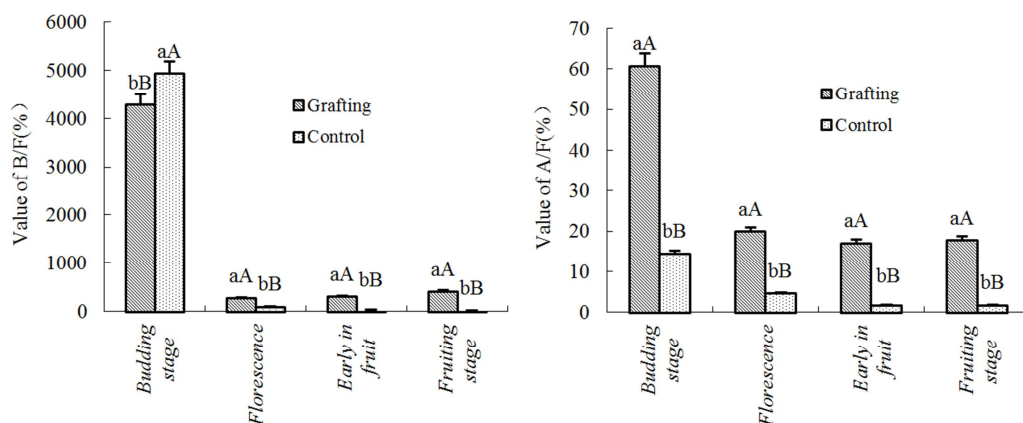 Value of B/F(%)
6000
5000
4000
3000
2000
1000
0
bB
aA
aA
bB
aA
bB
aA
bB
Grafting
Control
Budding
stage
Florescence
Early in
fruit
Fruiting
stage
Value of A/F(%)
70
60
50
40
30
20
10
0
aA
bB
aA
bB
aA
bB
aA
bB
Grafting
Control
Budding
stage
Florescence
Early in
fruit
Fruiting
stage